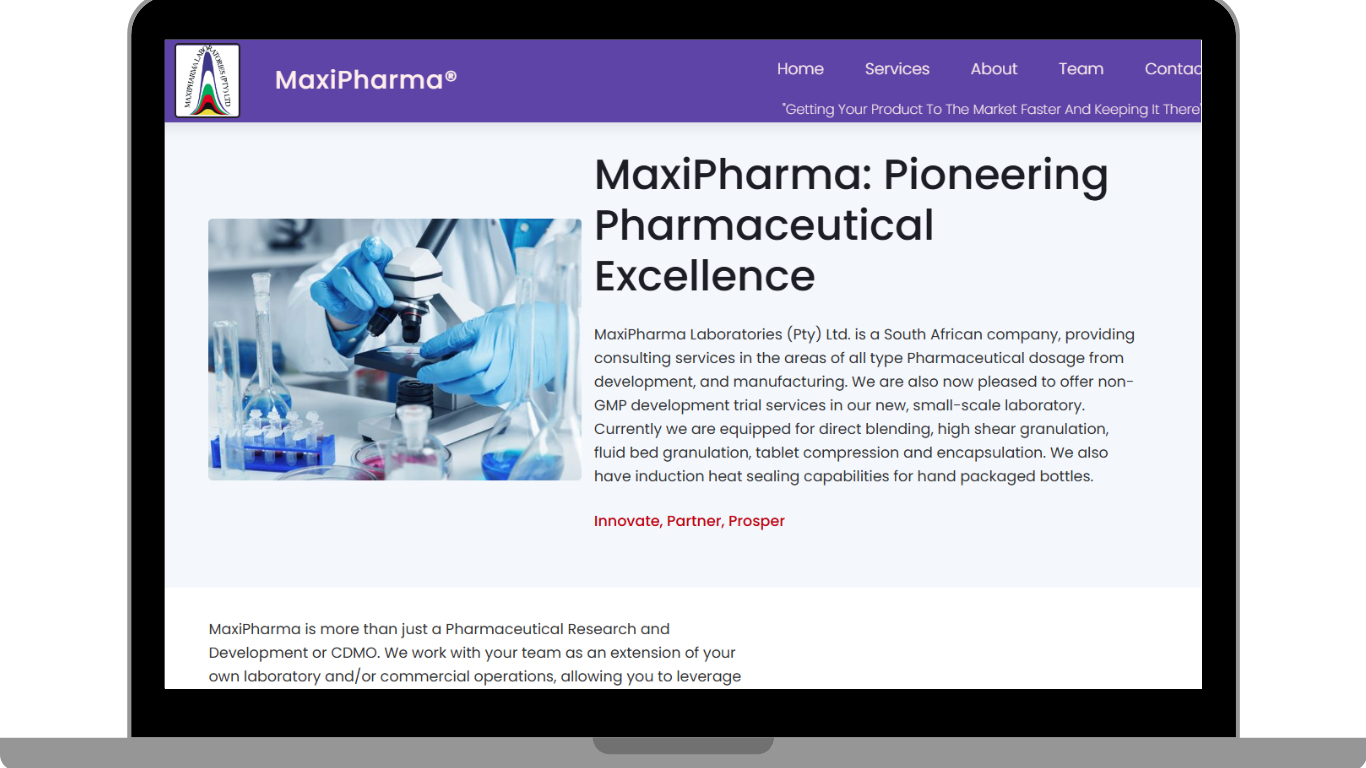 MAXIPHARMA LABORATORIES (PTY) LTD
MaxiPharma®
Home Services About Team Contac
"Getting Your Product To The Market Faster And Keeping It There"
MaxiPharma: Pioneering
Pharmaceutical
Excellence
MaxiPharma Laboratories (Pty) Ltd. is a South African company, providing
consulting services in the areas of all type Pharmaceutical dosage from
development, and manufacturing. We are also now pleased to offer non-
GMP development trial services in our new, small-scale laboratory.
Currently we are equipped for direct blending, high shear granulation,
fluid bed granulation, tablet compression and encapsulation. We also
have induction heat sealing capabilities for hand packaged bottles.
Innovate, Partner, Prosper
MaxiPharma is more than just a Pharmaceutical Research and
Development or CDMO. We work with your team as an extension of your
own laboratory and/or commercial operations, allowing you to leverage